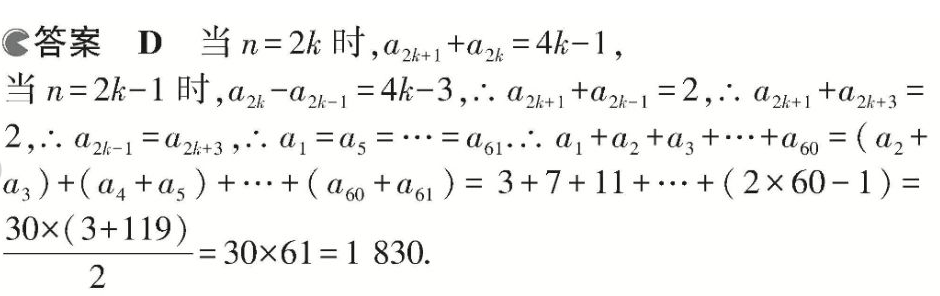 答案 D 当 n=2k 时,a_{2k+1}+a_{2k}=4k-1,
当 n=2k-1 时,a_{2k}-a_{2k-1}=4k-3,∴ a_{2k+1}+a_{2k-1}=2,∴ a_{2k+1}+a_{2k+3}=
2,∴ a_{2k-1}=a_{2k+3},∴ a_1=a_5=⋯=a_{61}.∴ a_1+a_2+a_3+⋯+a_{60}=(a_2+
a_3)+(a_4+a_5)+⋯+(a_{60}+a_{61})=3+7+11+⋯+(2×60-1)=
\frac{30×(3+119)}{2}=30×61=1 830.